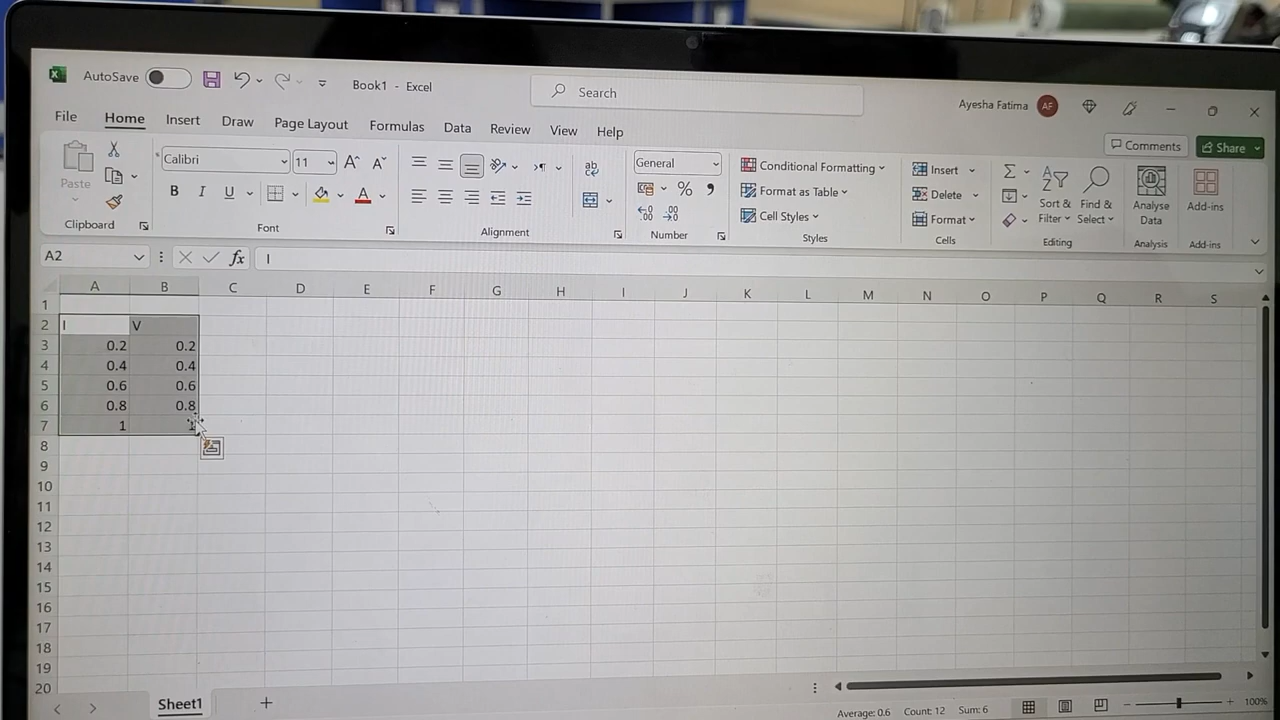 AutoSave Book1 - Excel Search Ayesha Fatima AF
File Home Insert Draw Page Layout Formulas Data Review View Help Comments Share
Paste Calibri 11 A^ Aˇ ab General Conditional Formatting Insert Σ A Z
B I U A % , Format as Table Delete Sort & Find & Analyse Add-ins
.00 .00 Cell Styles Format Filter Select Data
Clipboard Font Alignment Number Styles Cells Editing Analysis Add-ins
A2 fx I
A B C D E F G H I J K L M N O P Q R S
1
2 I V
3 0.2 0.2
4 0.4 0.4
5 0.6 0.6
6 0.8 0.8
7 1 1
8
9
10
11
12
13
14
15
16
17
18
19
20
Sheet1 +
Average: 0.6 Count: 12 Sum: 6 - + 100%